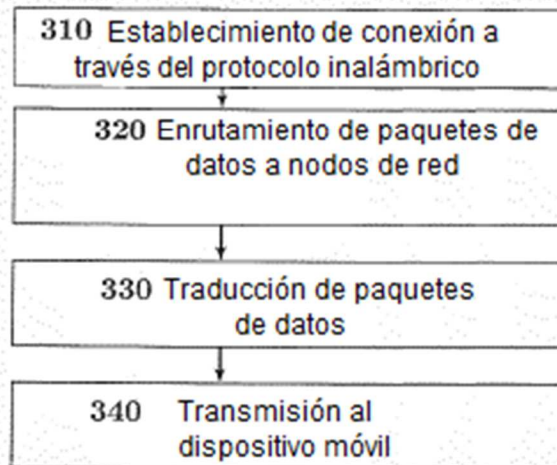 310 Establecimiento de conexión a
través del protocolo inalámbrico
320 Enrutamiento de paquetes de
datos a nodos de red
330 Traducción de paquetes
de datos
340 Transmisión al
dispositivo móvil